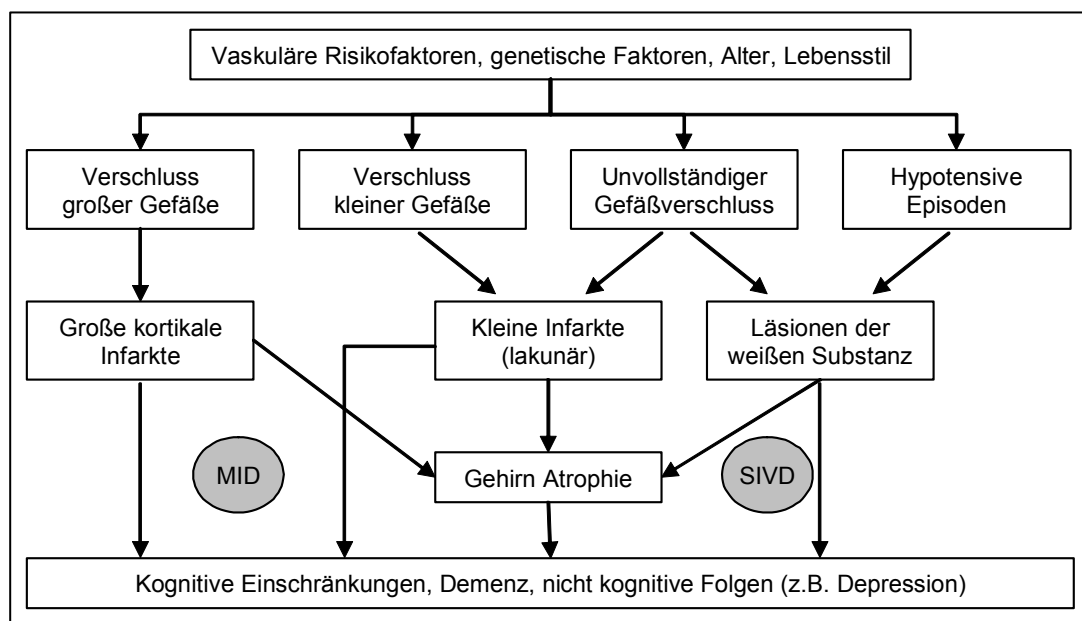 Vaskuläre Risikofaktoren, genetische Faktoren, Alter, Lebensstil
Verschluss
großer Gefäße
Verschluss
kleiner Gefäße
Unvollständiger
Gefäßverschluss
Hypotensive
Episoden
Große kortikale
Infarkte
Kleine Infarkte
(lakunär)
Läsionen der
weißen Substanz
MID
Gehirn Atrophie
SIVD
Kognitive Einschränkungen, Demenz, nicht kognitive Folgen (z.B. Depression)